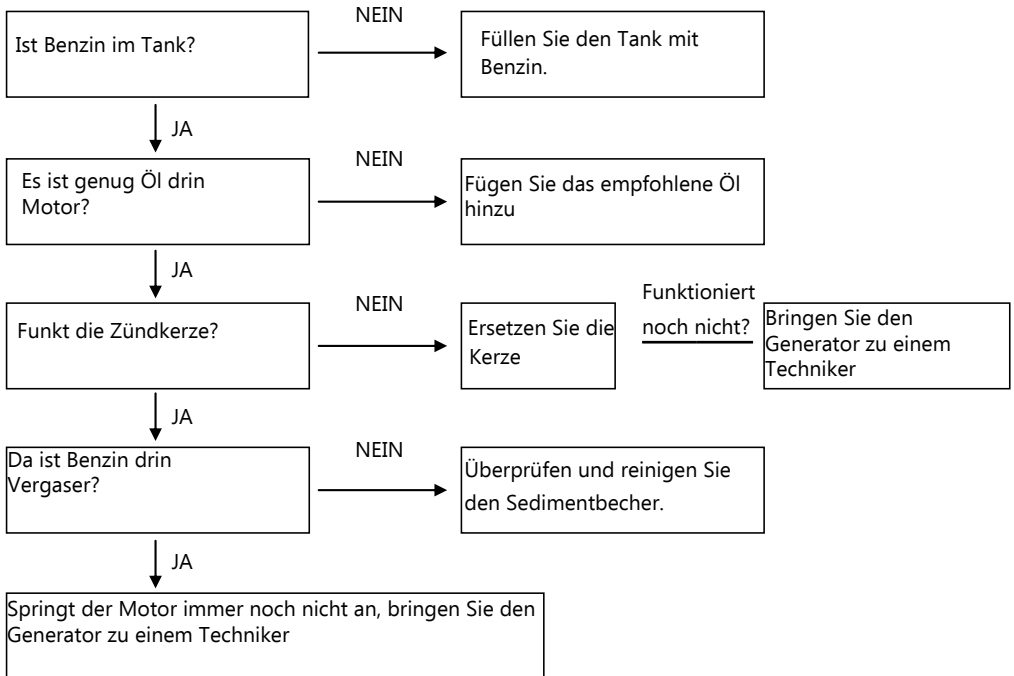 NEIN
Ist Benzin im Tank?
Füllen Sie den Tank mit
Benzin.
JA
NEIN
Es ist genug Öl drin
Motor?
Fügen Sie das empfohlene Öl
hinzu
JA
NEIN
Funkt die Zündkerze?
Ersetzen Sie die
Kerze
Funktioniert
noch nicht?
Bringen Sie den
Generator zu einem
Techniker
JA
NEIN
Da ist Benzin drin
Vergaser?
Überprüfen und reinigen Sie
den Sedimentbecher.
JA
Springt der Motor immer noch nicht an, bringen Sie den
Generator zu einem Techniker